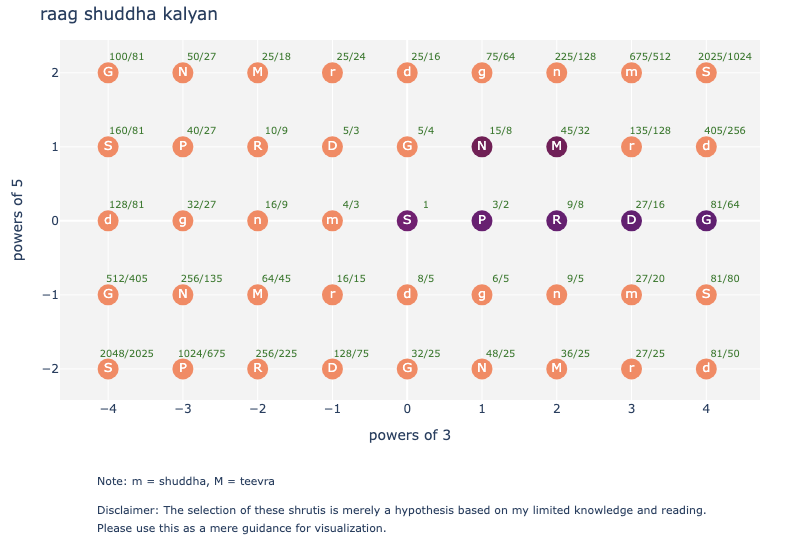 raag shuddha kalyan
100/81 50/27 25/18 25/24 25/16 75/64 225/128 675/512 2025/1024
2 G N M r d g n m S
160/81 40/27 10/9 5/3 5/4 15/8 45/32 135/128 405/256
1 S P R D G N M r d
128/81 32/27 16/9 4/3 1 3/2 9/8 27/16 81/64
0 d g n m S P R D G
512/405 256/135 64/45 16/15 8/5 6/5 9/5 27/20 81/80
−1 G N M r d g n m S
2048/2025 1024/675 256/225 128/75 32/25 48/25 36/25 27/25 81/50
−2 S P R D G N M r d
−4 −3 −2 −1 0 1 2 3 4
powers of 5
powers of 3
Note: m = shuddha, M = teevra
Disclaimer: The selection of these shrutis is merely a hypothesis based on my limited knowledge and reading.
Please use this as a mere guidance for visualization.